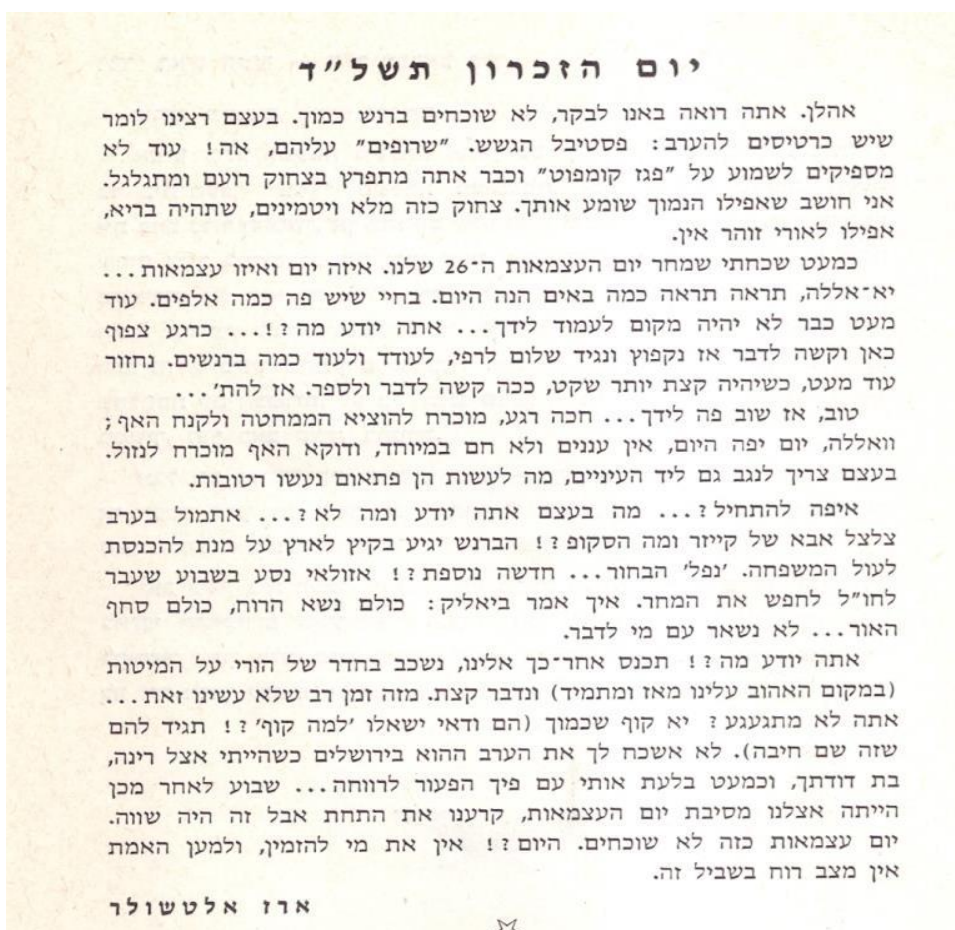 יום הזכרון תשל״ד
אהלן. אתה רואה באנו לבקר, לא שוכחים ברנש כמוך. בעצם רצינו לומר
שיש כרטיסים להערב: פסטיבל הגשש. ״שרופים״ עליהם, אה! עוד לא
מספיקים לשמוע על ״פגז קומפוט״ וכבר אתה מתפרץ בצחוק רועם ומתגלגל.
אני חושב שאפילו הנמוך שומע אותך. צחוק כזה מלא ויטמינים, שתהיה בריא,
אפילו לאורי זוהר אין.
כמעט שכחתי שמחר יום העצמאות ה־26 שלנו. איזה יום ואיזו עצמאות...
יא־אללה, תראה תראה כמה באים הנה היום. בחיי שיש פה כמה אלפים. עוד
מעט כבר לא יהיה מקום לעמוד לידך... אתה יודע מה?!... כרגע צפוף
כאן וקשה לדבר אז נקפוץ ונגיד שלום לרפי, לעודד ולעוד כמה ברנשים. נחזור
עוד מעט, כשיהיה קצת יותר שקט, ככה קשה לדבר ולספר. אז להת׳...
טוב, אז שוב פה לידך... חכה רגע, מוכרח להוציא הממחטה ולקנח האף;
וואללה, יום יפה היום, אין עננים ולא חם במיוחד, ודוקא האף מוכרח לנזול.
בעצם צריך לנגב גם ליד העיניים, מה לעשות הן פתאום נעשו רטובות.
איפה להתחיל?... מה בעצם אתה יודע ומה לא?... אתמול בערב
צלצל אבא של קייזר ומה הסקופ?! הברנש יגיע בקיץ לארץ על מנת להכנסת
לעול המשפחה. ׳נפל׳ הבחור... חדשה נוספת?! אזולאי נסע בשבוע שעבר
לחו״ל לחפש את המחר. איך אמר ביאליק: כולם נשא הרוח, כולם סחף
האור... לא נשאר עם מי לדבר.
אתה יודע מה?! תכנס אחר־כך אלינו, נשכב בחדר של הורי על המיטות
(במקום האהוב עלינו מאז ומתמיד) ונדבר קצת. מזה זמן רב שלא עשינו זאת...
אתה לא מתגעגע? יא קוף שכמוך (הם ודאי ישאלו ׳למה קוף׳?! תגיד להם
שזה שם חיבה). לא אשכח לך את הערב ההוא בירושלים כשהייתי אצל רינה,
בת דודתך, וכמעט בלעת אותי עם פיך הפעור לרווחה... שבוע לאחר מכן
הייתה אצלנו מסיבת יום העצמאות, קרענו את התחת אבל זה היה שווה.
יום עצמאות כזה לא שוכחים. היום?! אין את מי להזמין, ולמען האמת
אין מצב רוח בשביל זה.
ארז אלטשולר